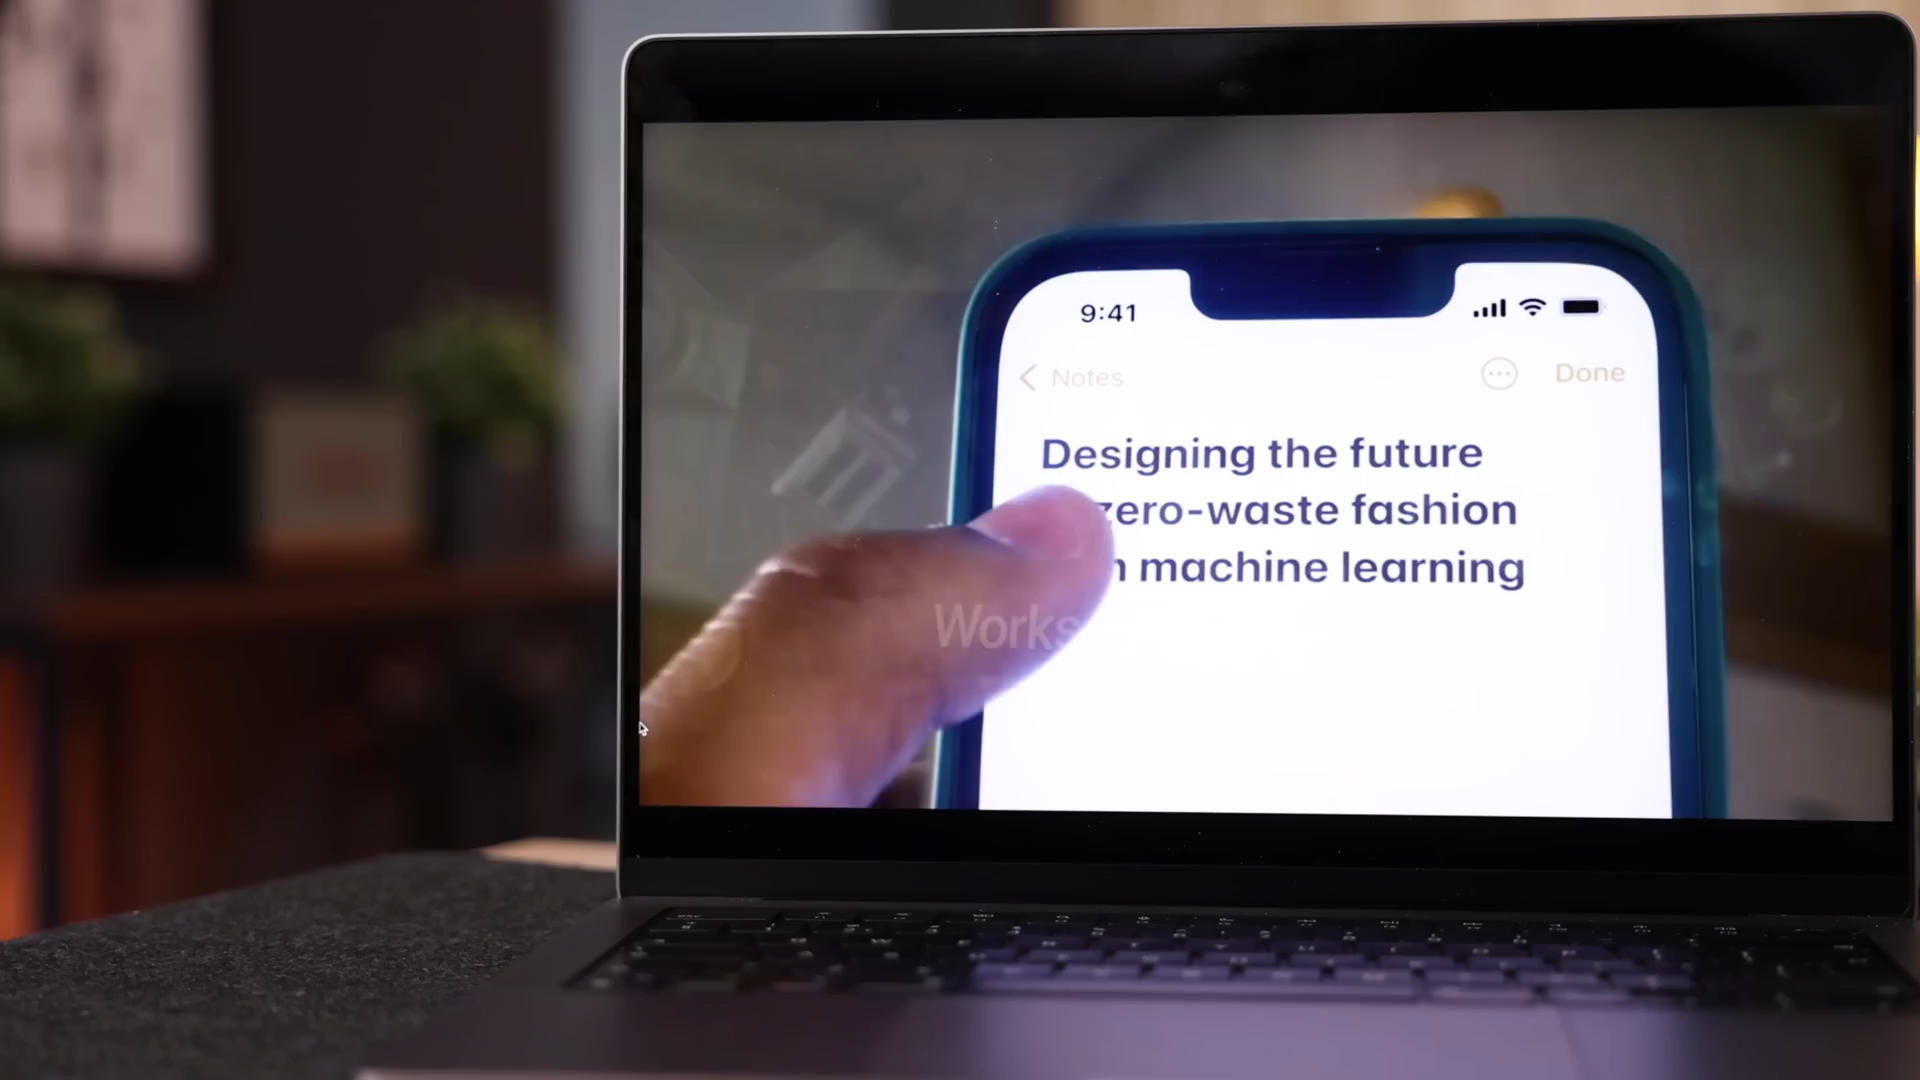 9:41
Notes
Done
Designing the future
zero-waste fashion
machine learning
Works